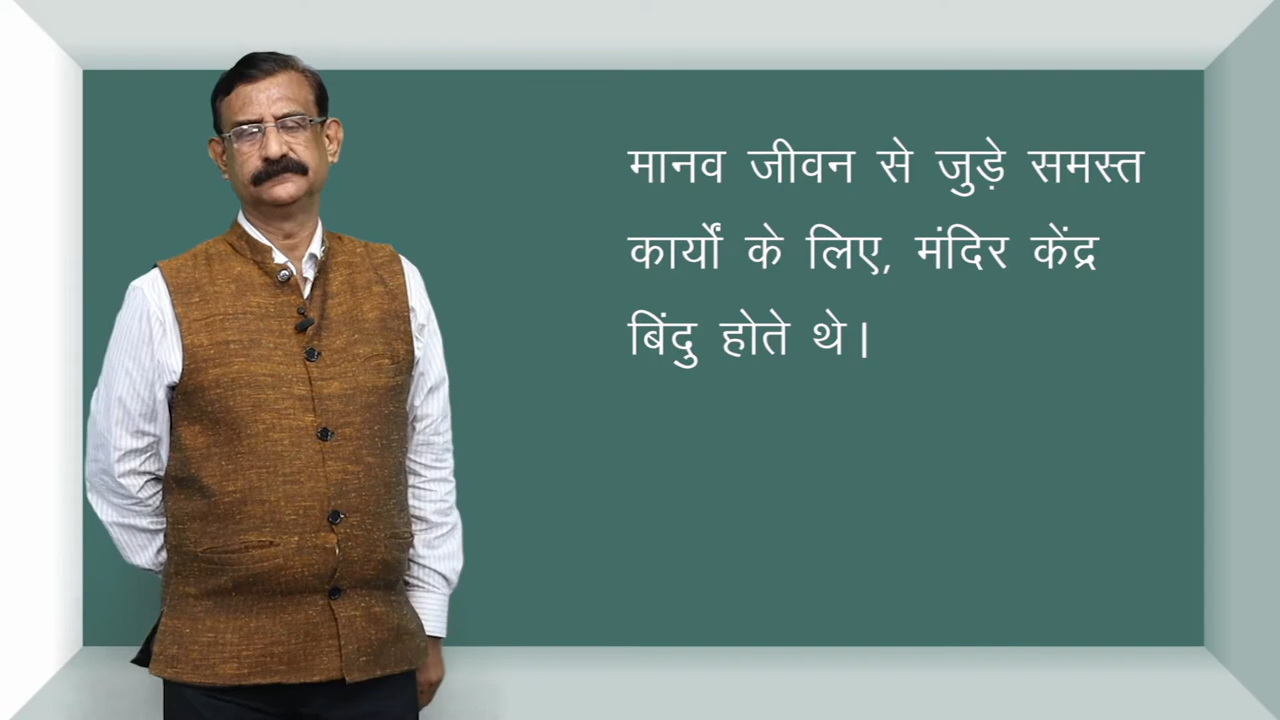 मानव जीवन से जुड़े समस्त
कार्यों के लिए, मंदिर केंद्र
बिंदु होते थे।